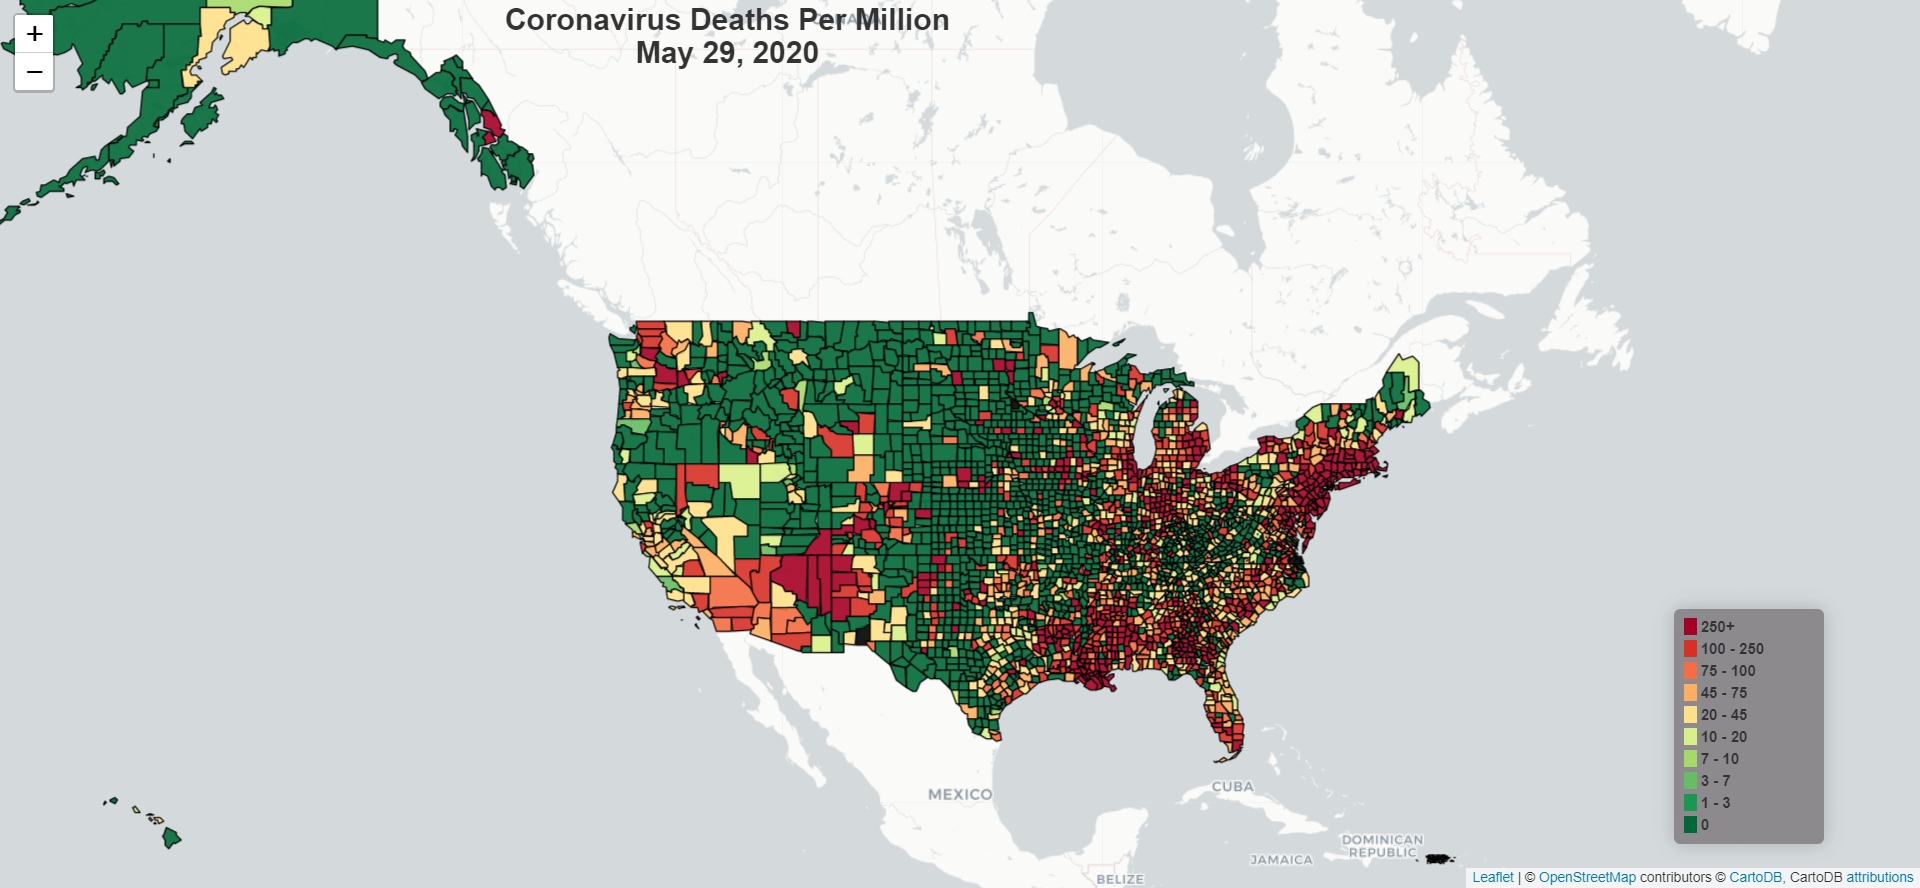 +
−
Coronavirus Deaths Per Million
May 29, 2020
CANADA
MEXICO
CUBA
DOMINICAN
REPUBLIC
JAMAICA
BELIZE
250+
100 - 250
75 - 100
45 - 75
20 - 45
10 - 20
7 - 10
3 - 7
1 - 3
0
Leaflet | © OpenStreetMap contributors © CartoDB, CartoDB attributions